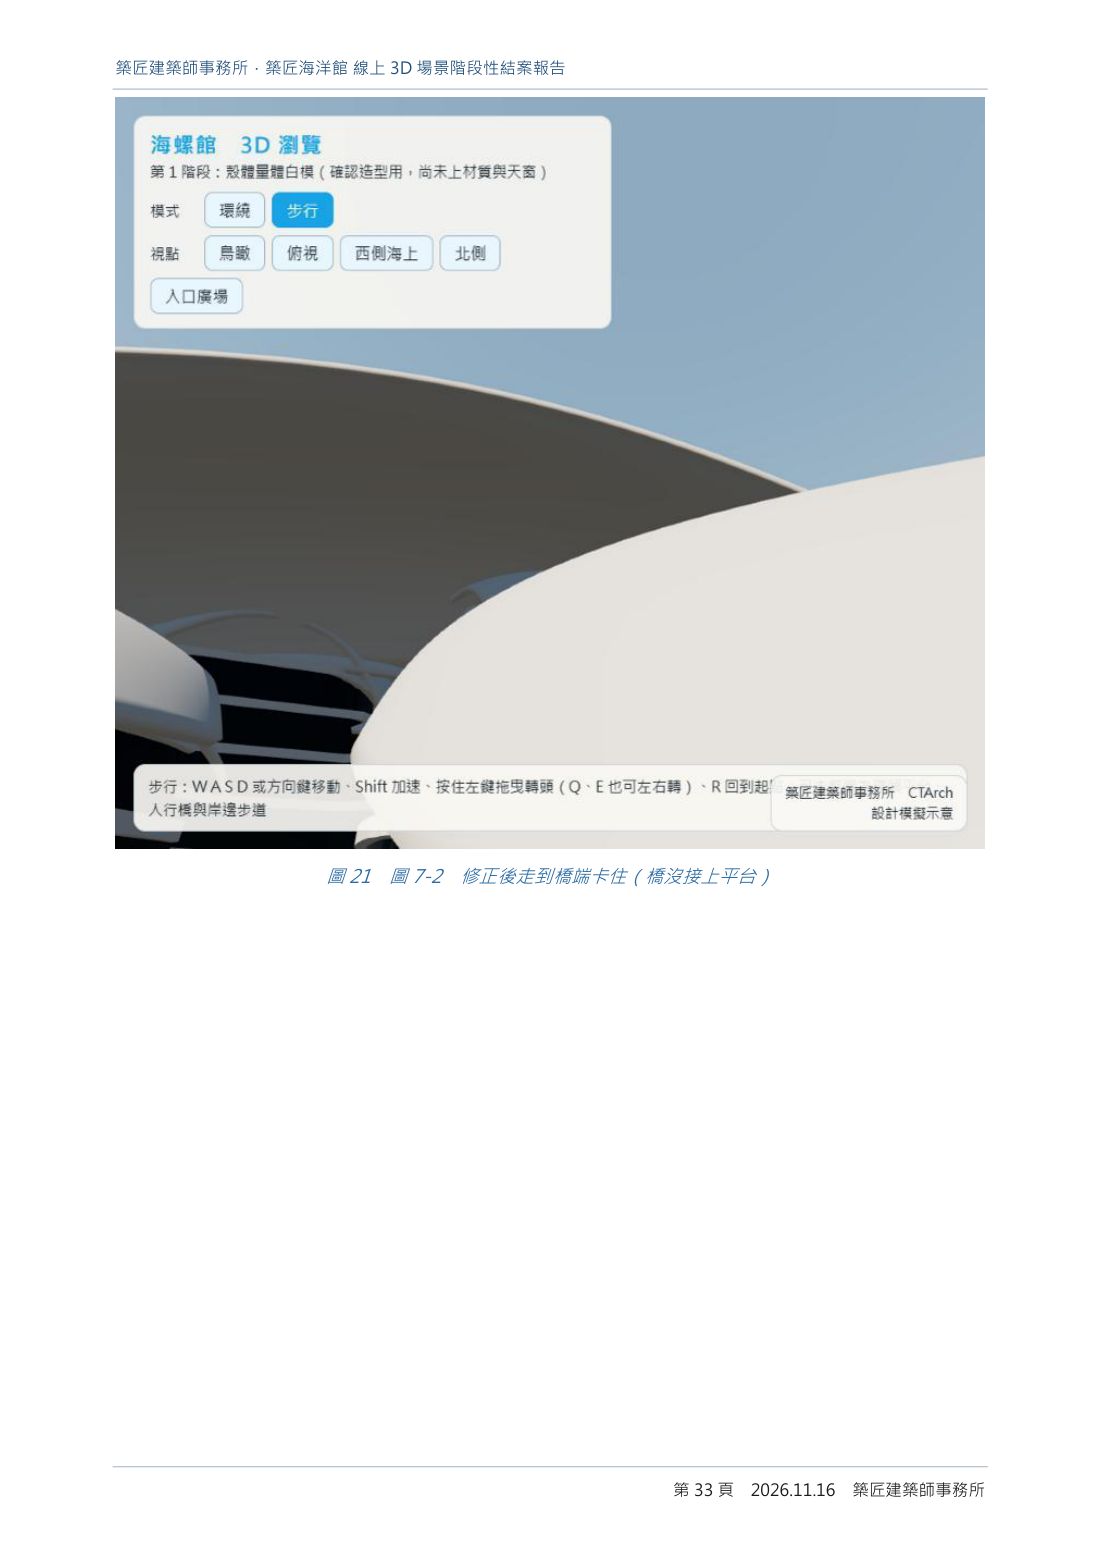 築匠建築師事務所．築匠海洋館 線上 3D 場景階段性結案報告
海螺館　3D 瀏覽
第 1 階段：殼體量體白模（確認造型用，尚未上材質與天窗）
模式　環繞　步行
視點　鳥瞰　俯視　西側海上　北側
入口廣場
步行：W A S D 或方向鍵移動、Shift 加速、按住左鍵拖曳轉頭（Q、E 也可左右轉）、R 回到起
人行橋與岸邊步道
築匠建築師事務所　CTArch
設計模擬示意
圖 21　圖 7-2　修正後走到橋端卡住（橋沒接上平台）
第 33 頁　2026.11.16　築匠建築師事務所